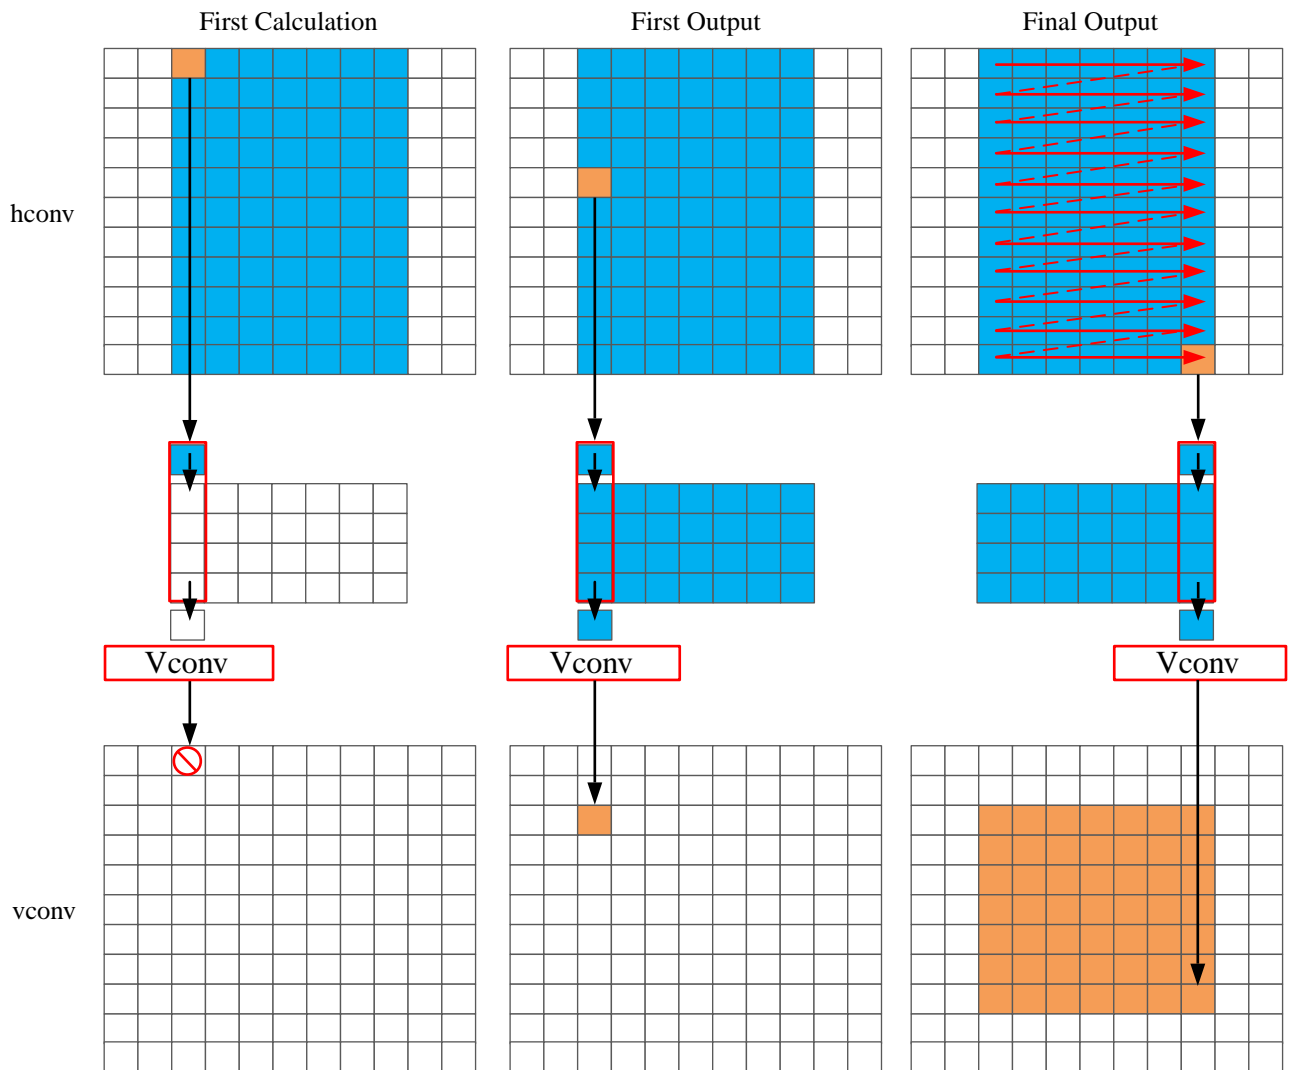 First Calculation
First Output
Final Output
hconv
Vconv
Vconv
Vconv
vconv